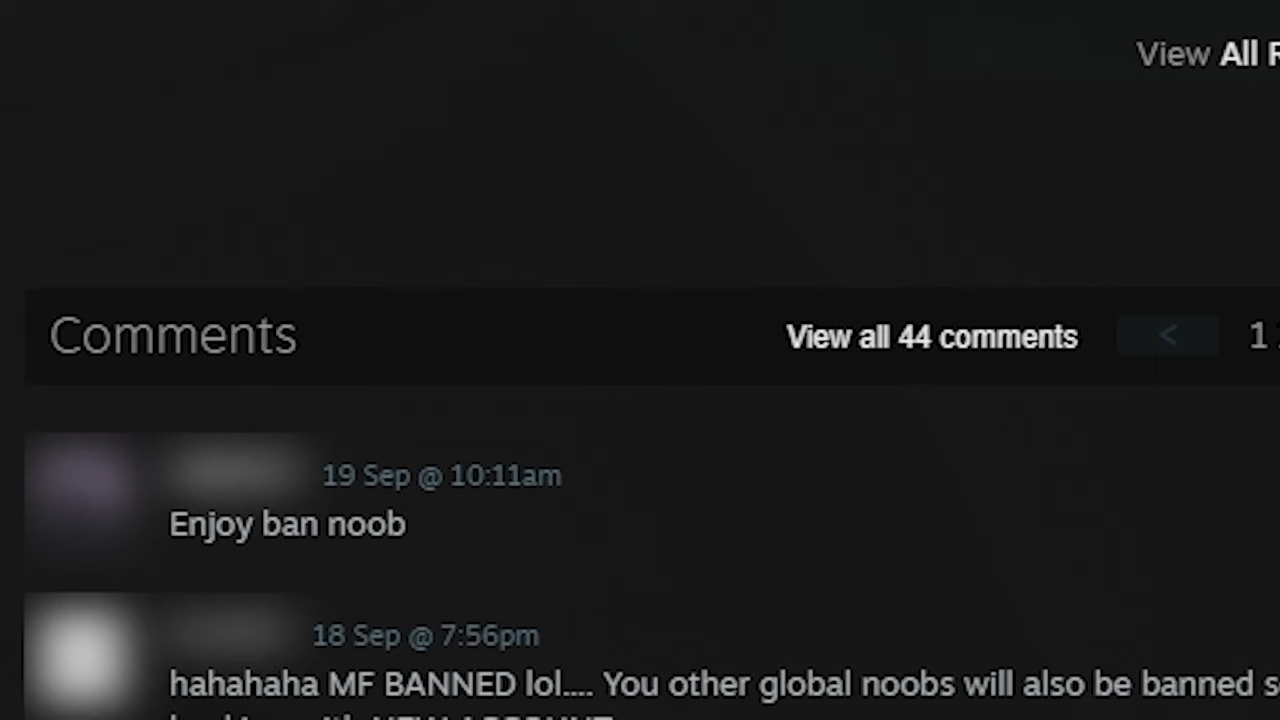 View All
Comments
View all 44 comments
<
1
19 Sep @ 10:11am
Enjoy ban noob
18 Sep @ 7:56pm
hahahaha MF BANNED lol.... You other global noobs will also be banned